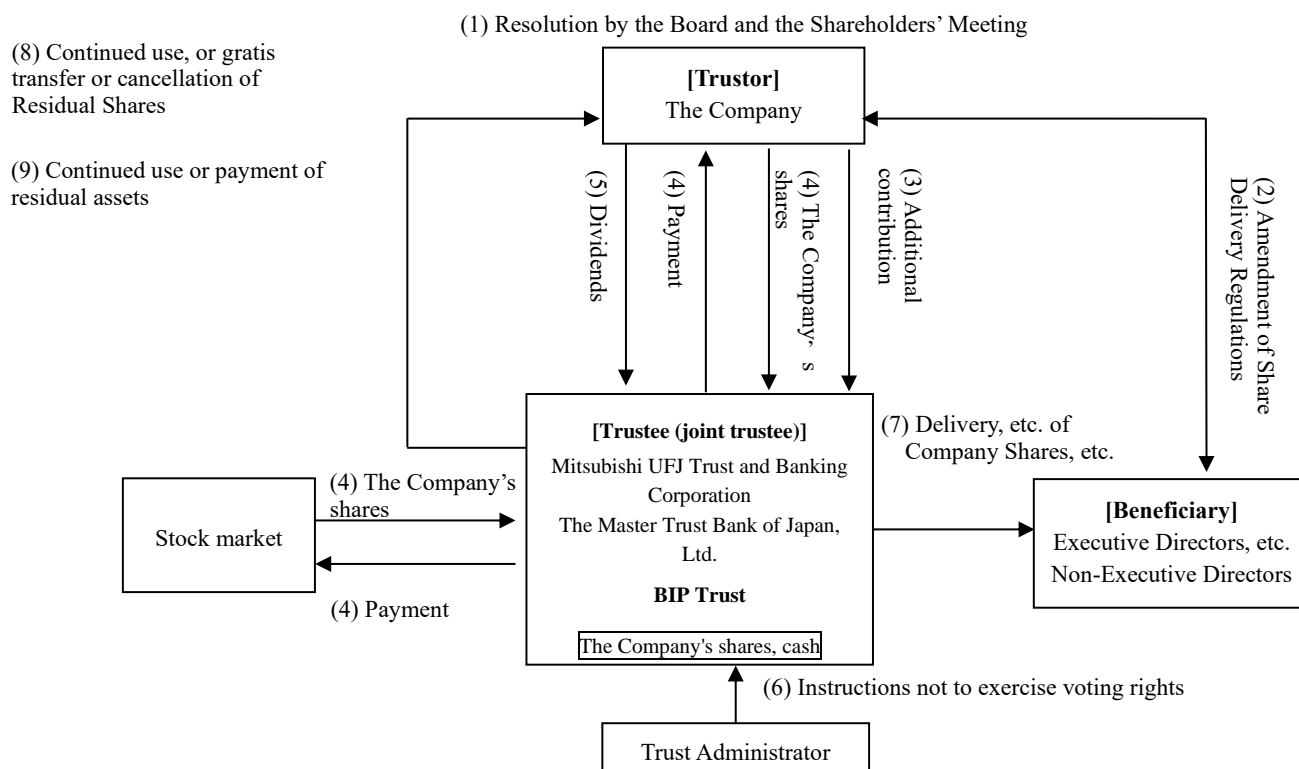 (1) Resolution by the Board and the Shareholders’ Meeting
(8) Continued use, or gratis
transfer or cancellation of
Residual Shares
[Trustor]
The Company
(9) Continued use or payment of
residual assets
(5) Dividends
(4) Payment
(4) The Company’s
shares
(3) Additional
contribution
(2) Amendment of Share
Delivery Regulations
[Trustee (joint trustee)]
Mitsubishi UFJ Trust and Banking
Corporation
The Master Trust Bank of Japan,
Ltd.
BIP Trust
The Company's shares, cash
(7) Delivery, etc. of
Company Shares, etc.
(4) The Company’s
shares
Stock market
(4) Payment
[Beneficiary]
Executive Directors, etc.
Non-Executive Directors
(6) Instructions not to exercise voting rights
Trust Administrator